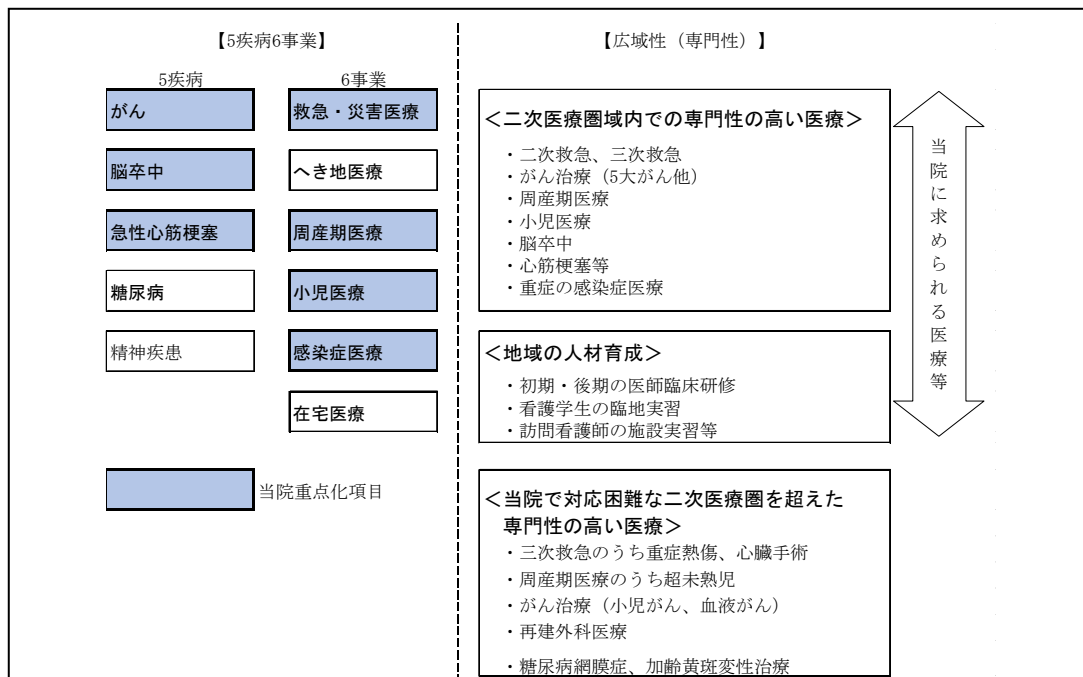 【5疾病6事業】
5疾病
6事業
がん
脳卒中
急性心筋梗塞
糖尿病
精神疾患
救急・災害医療
へき地医療
周産期医療
小児医療
感染症医療
在宅医療
当院重点化項目
【広域性（専門性）】
＜二次医療圏域内での専門性の高い医療＞
・二次救急、三次救急
・がん治療（5大がん他）
・周産期医療
・小児医療
・脳卒中
・心筋梗塞等
・重症の感染症医療
＜地域の人材育成＞
・初期・後期の医師臨床研修
・看護学生の臨地実習
・訪問看護師の施設実習等
＜当院で対応困難な二次医療圏を超えた
専門性の高い医療＞
・三次救急のうち重症熱傷、心臓手術
・周産期医療のうち超未熟児
・がん治療（小児がん、血液がん）
・再建外科医療
・糖尿病網膜症、加齢黄斑変性治療
当院に求められる医療等